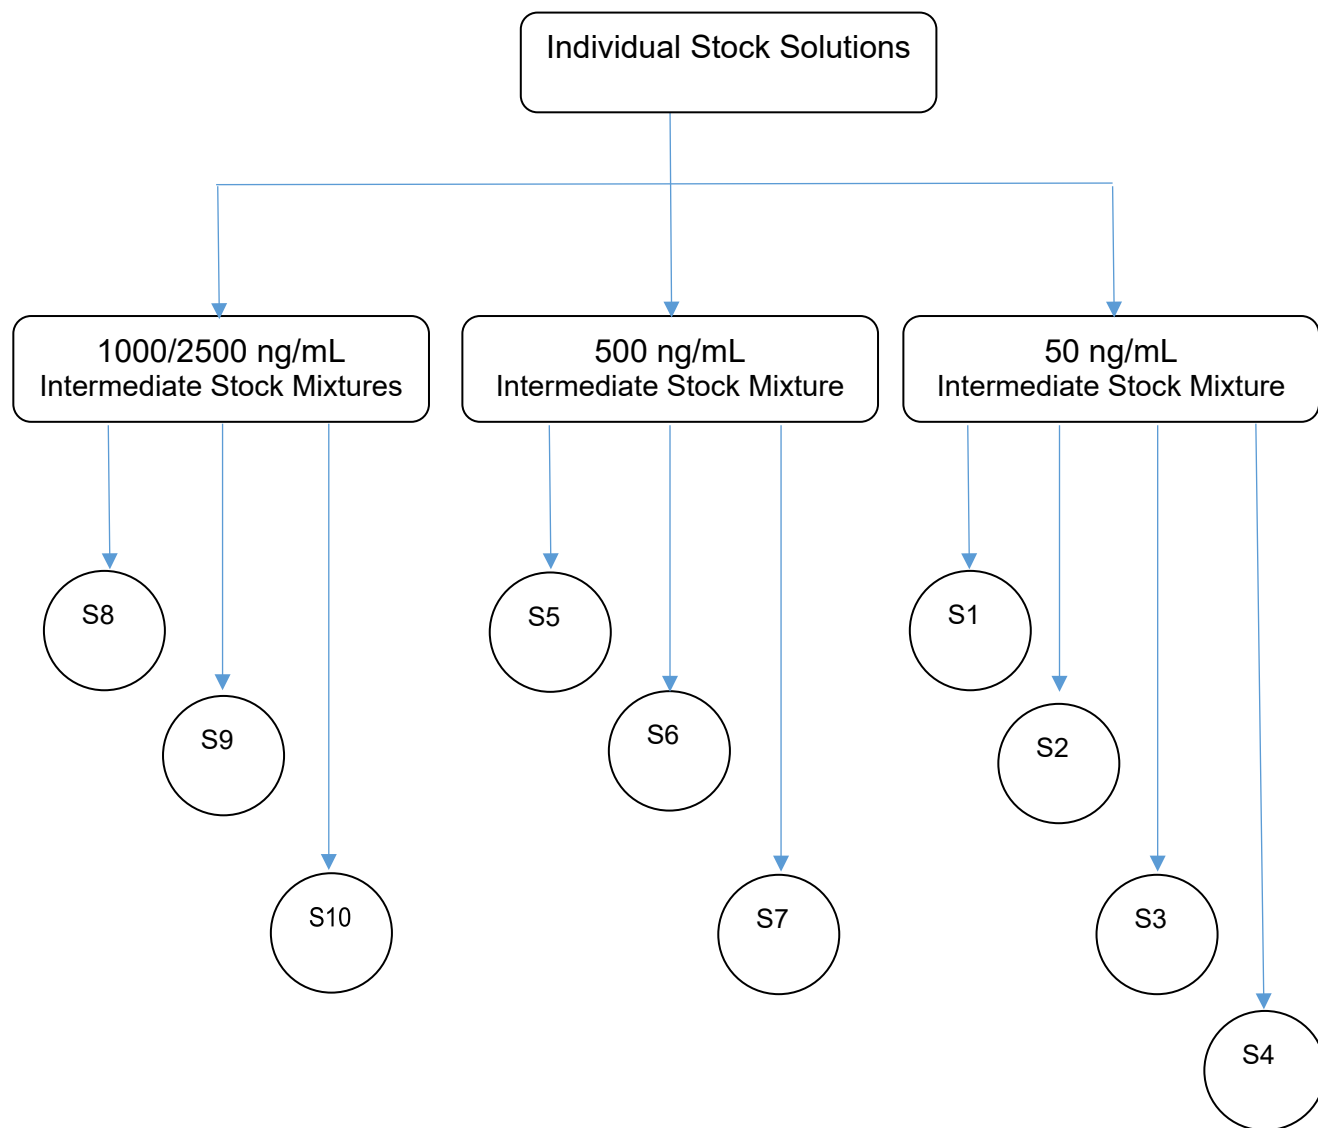 Individual Stock Solutions
1000/2500 ng/mL
Intermediate Stock Mixtures
500 ng/mL
Intermediate Stock Mixture
50 ng/mL
Intermediate Stock Mixture
S8
S9
S10
S5
S6
S7
S1
S2
S3
S4